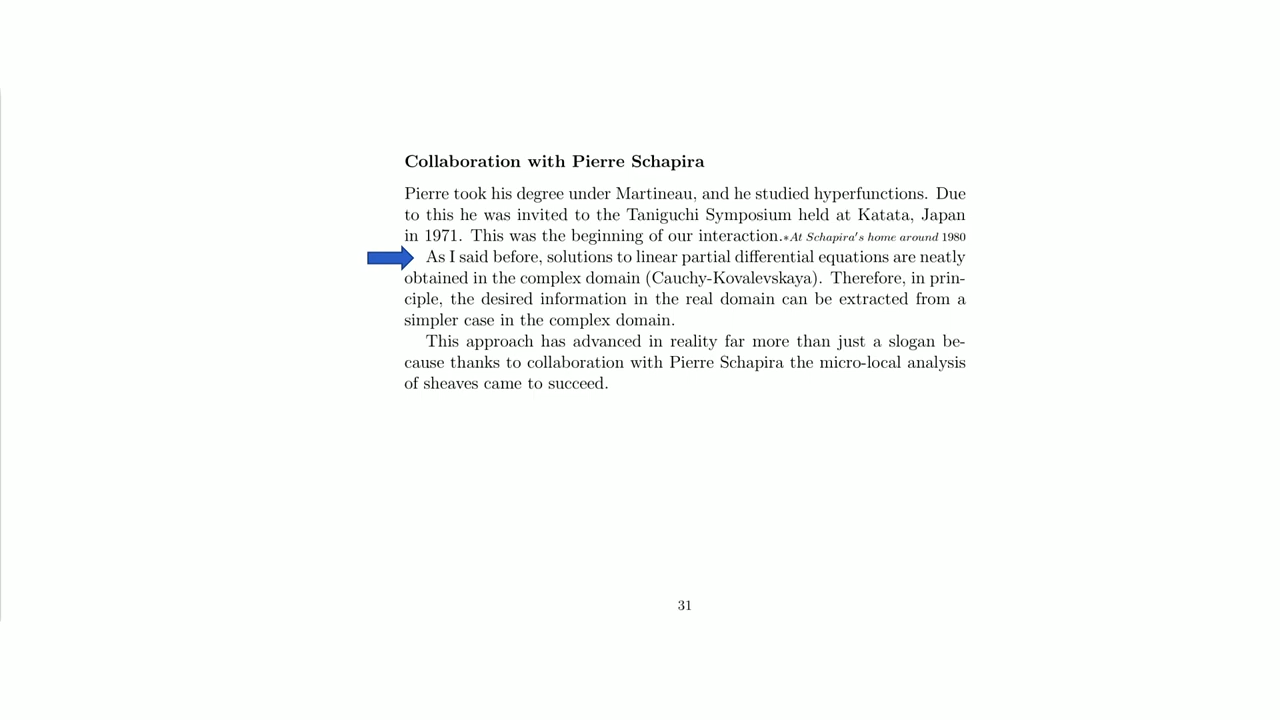 Collaboration with Pierre Schapira
Pierre took his degree under Martineau, and he studied hyperfunctions. Due
to this he was invited to the Taniguchi Symposium held at Katata, Japan
in 1971. This was the beginning of our interaction.*At Schapira's home around 1980
As I said before, solutions to linear partial differential equations are neatly
obtained in the complex domain (Cauchy-Kovalevskaya). Therefore, in prin-
ciple, the desired information in the real domain can be extracted from a
simpler case in the complex domain.
This approach has advanced in reality far more than just a slogan be-
cause thanks to collaboration with Pierre Schapira the micro-local analysis
of sheaves came to succeed.
31